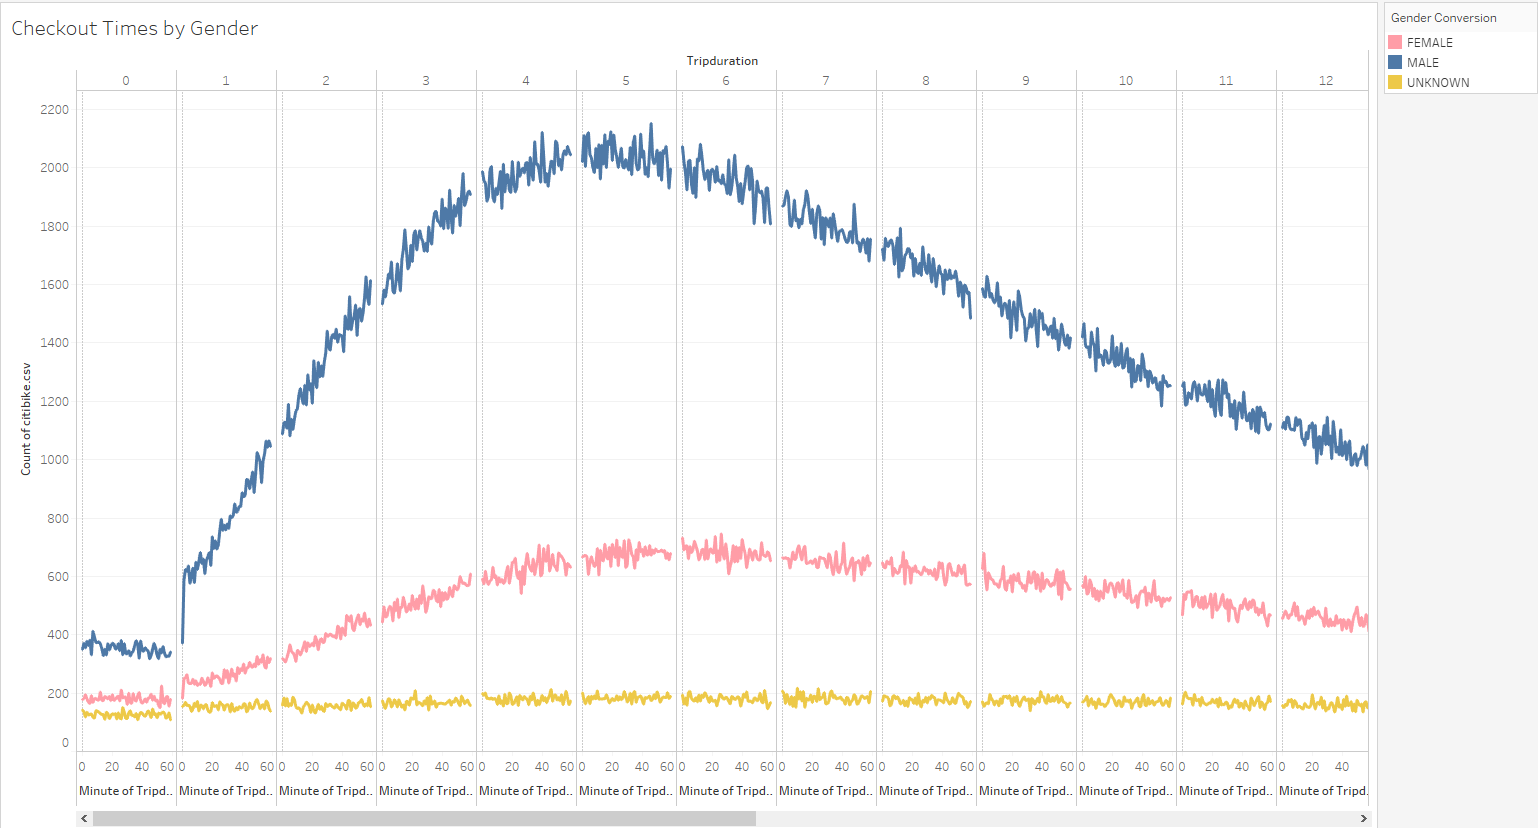 Checkout Times by Gender
Gender Conversion
FEMALE
MALE
UNKNOWN
Tripduration
0 1 2 3 4 5 6 7 8 9 10 11 12
2200
2000
1800
1600
1400
1200
1000
800
600
400
200
0
Count of citibike.csv
0 20 40 60 0 20 40 60 0 20 40 60 0 20 40 60 0 20 40 60 0 20 40 60 0 20 40 60 0 20 40 60 0 20 40 60 0 20 40 60 0 20 40 60 0 20 40 60 0 20 40
Minute of Tripd.. Minute of Tripd.. Minute of Tripd.. Minute of Tripd.. Minute of Tripd.. Minute of Tripd.. Minute of Tripd.. Minute of Tripd.. Minute of Tripd.. Minute of Tripd.. Minute of Tripd.. Minute of Tripd.. Minute of Tripd.